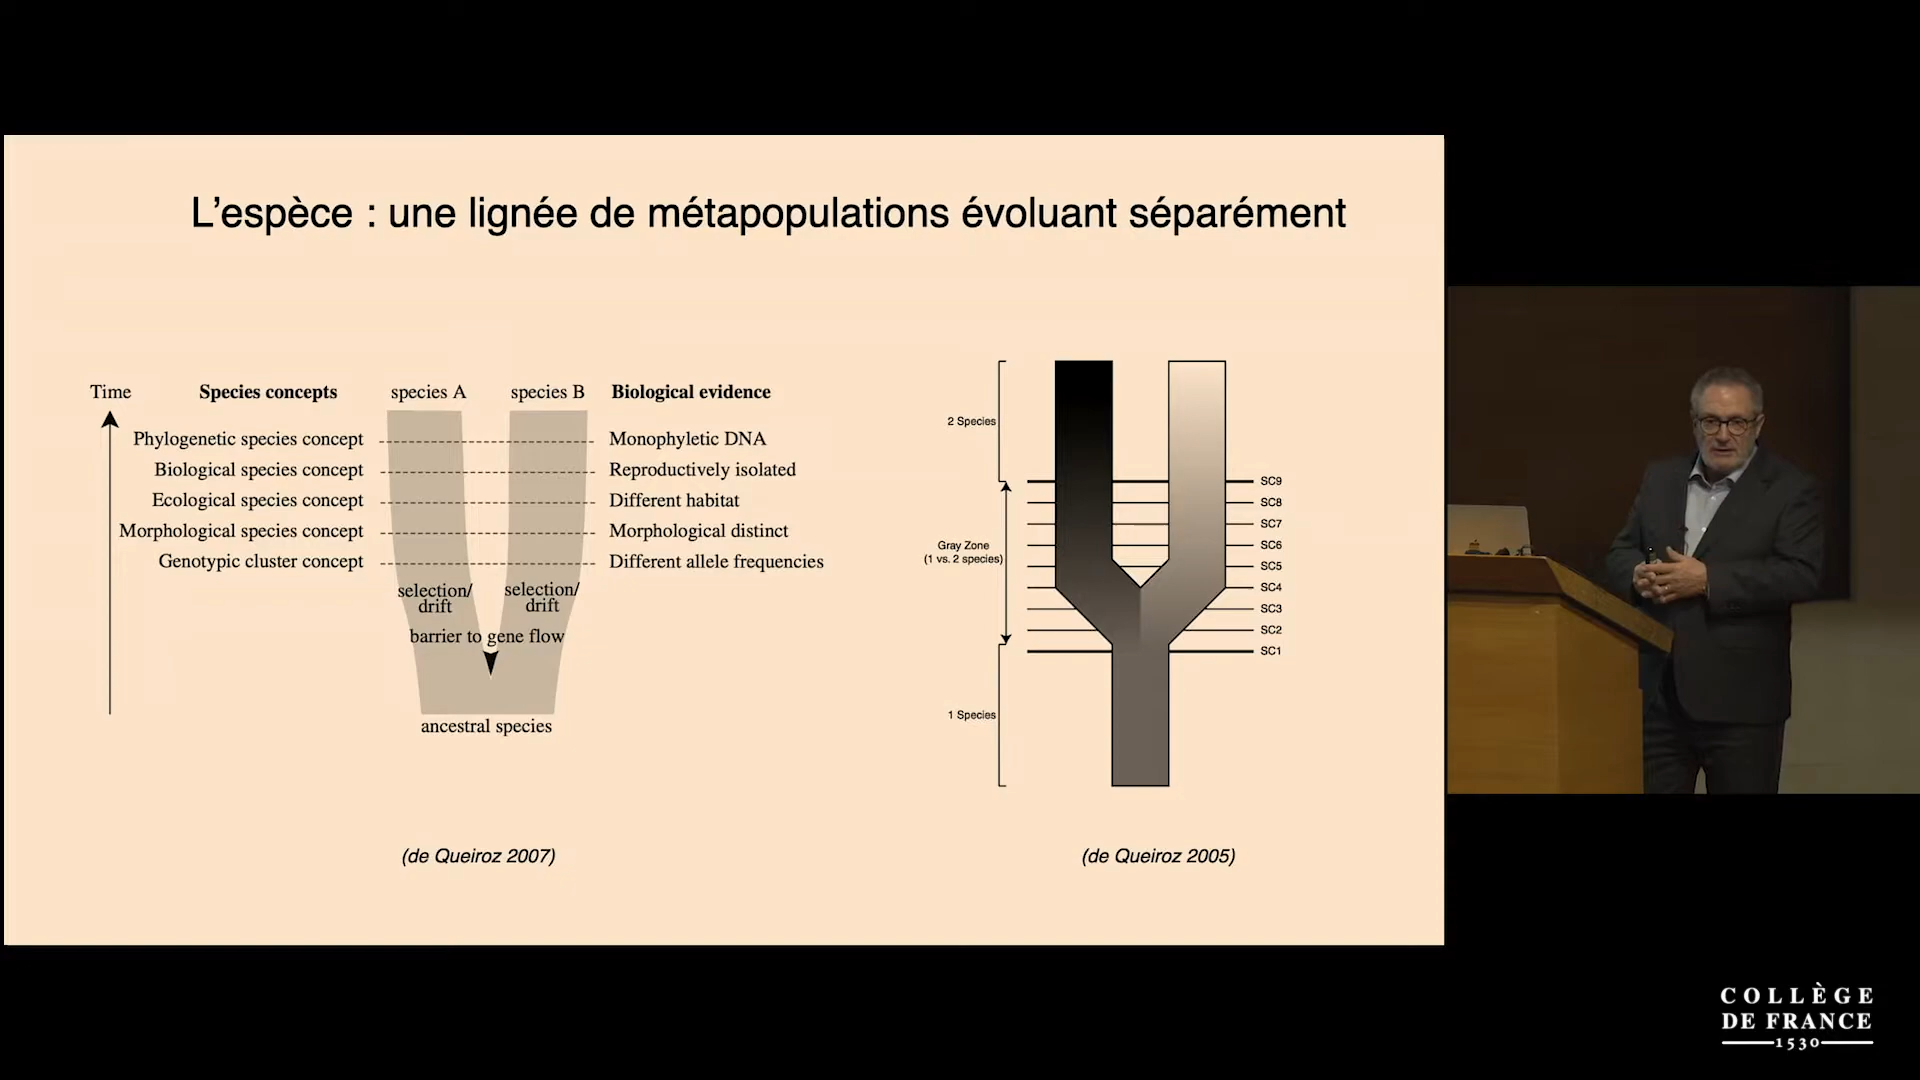 L'espèce : une lignée de métapopulations évoluant séparément
Time
Species concepts
species A
species B
Biological evidence
Phylogenetic species concept
Monophyletic DNA
Biological species concept
Reproductively isolated
Ecological species concept
Different habitat
Morphological species concept
Morphological distinct
Genotypic cluster concept
Different allele frequencies
selection/
drift
selection/
drift
barrier to gene flow
ancestral species
(de Queiroz 2007)
2 Species
Gray Zone
(1 vs. 2 species)
1 Species
SC9
SC8
SC7
SC6
SC5
SC4
SC3
SC2
SC1
(de Queiroz 2005)
COLLÈGE
DE FRANCE
1530